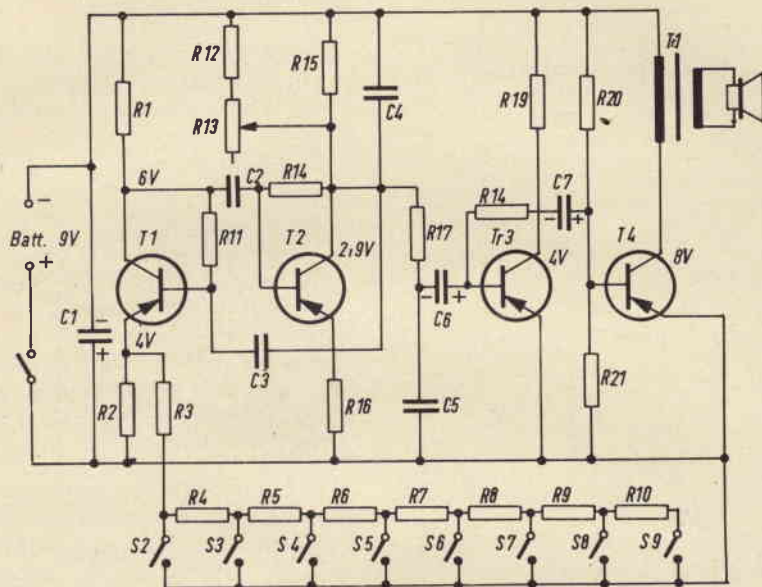 Tr1
R12
R15
R1
R13
C4
R19
R20
6V
C2
R14
R14
C7
− +
−
Batt. 9V
+
T1
R11
T2
2,9V
R17
Tr3
4V
T4
8V
C1
−
+
4V
C3
− +
C6
R2
R3
R16
C5
R21
R4
R5
R6
R7
R8
R9
R10
S2
S3
S4
S5
S6
S7
S8
S9